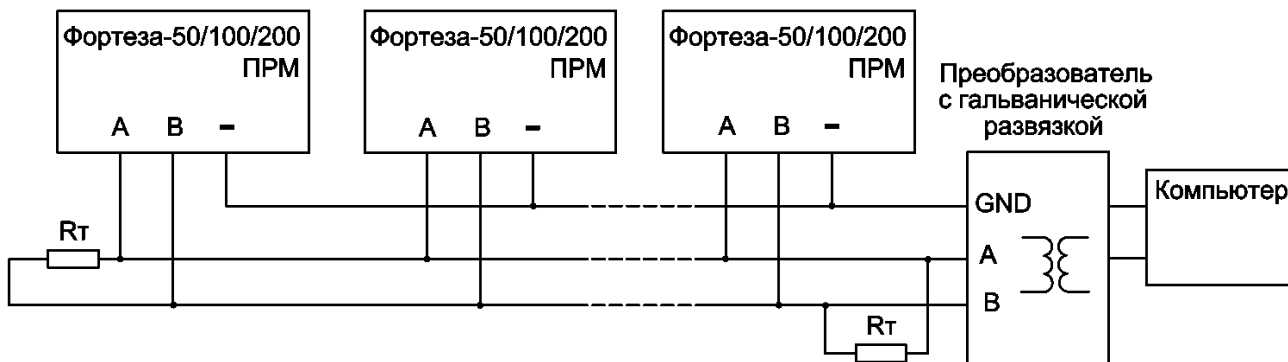 Фортеза-50/100/200
ПРМ
A B -
Фортеза-50/100/200
ПРМ
A B -
Фортеза-50/100/200
ПРМ
A B -
Преобразователь
с гальванической
развязкой
GND
A
B
Компьютер
Rт
Rт